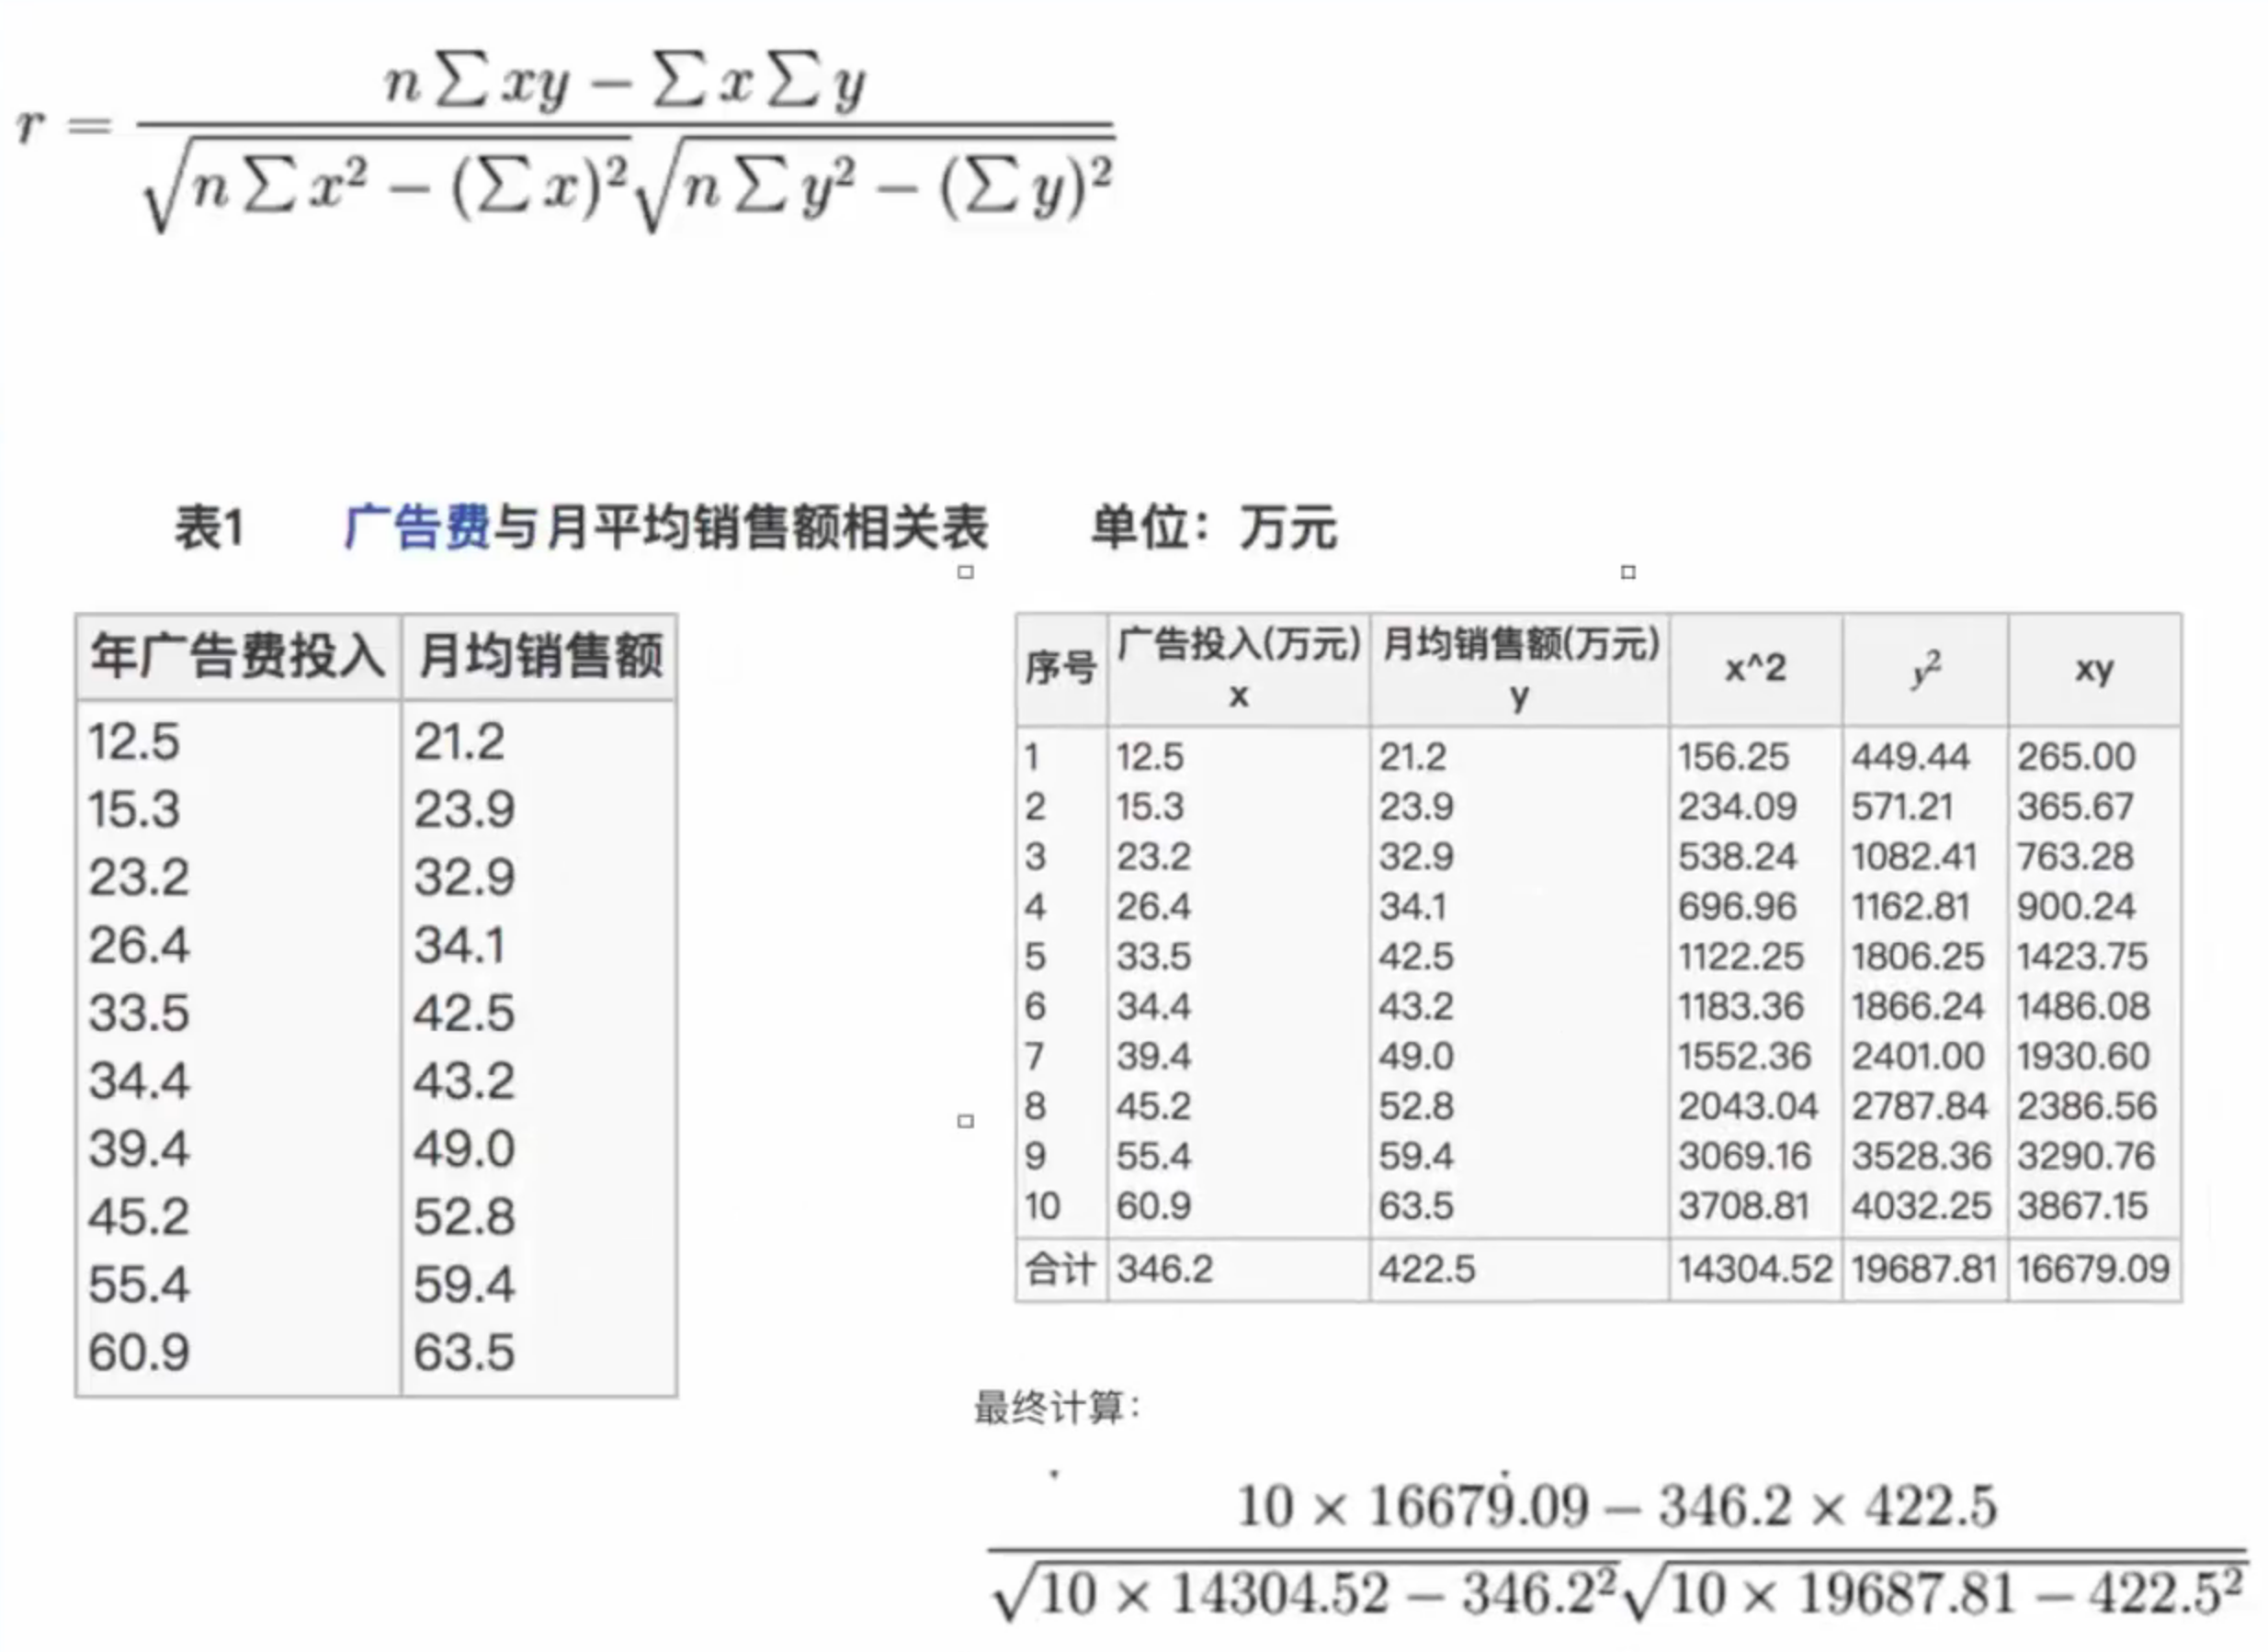 r = \frac{n \sum xy - \sum x \sum y}{\sqrt{n \sum x^2 - (\sum x)^2} \sqrt{n \sum y^2 - (\sum y)^2}}
表1 广告费与月平均销售额相关表 单位：万元
年广告费投入 月均销售额
12.5 21.2
15.3 23.9
23.2 32.9
26.4 34.1
33.5 42.5
34.4 43.2
39.4 49.0
45.2 52.8
55.4 59.4
60.9 63.5
序号 广告投入(万元) x 月均销售额(万元) y x^2 y² xy
1 12.5 21.2 156.25 449.44 265.00
2 15.3 23.9 234.09 571.21 365.67
3 23.2 32.9 538.24 1082.41 763.28
4 26.4 34.1 696.96 1162.81 900.24
5 33.5 42.5 1122.25 1806.25 1423.75
6 34.4 43.2 1183.36 1866.24 1486.08
7 39.4 49.0 1552.36 2401.00 1930.60
8 45.2 52.8 2043.04 2787.84 2386.56
9 55.4 59.4 3069.16 3528.36 3290.76
10 60.9 63.5 3708.81 4032.25 3867.15
合计 346.2 422.5 14304.52 19687.81 16679.09
最终计算：
\frac{10 × 16679.09 - 346.2 × 422.5}{\sqrt{10 × 14304.52 - 346.2^2} \sqrt{10 × 19687.81 - 422.5^2}}